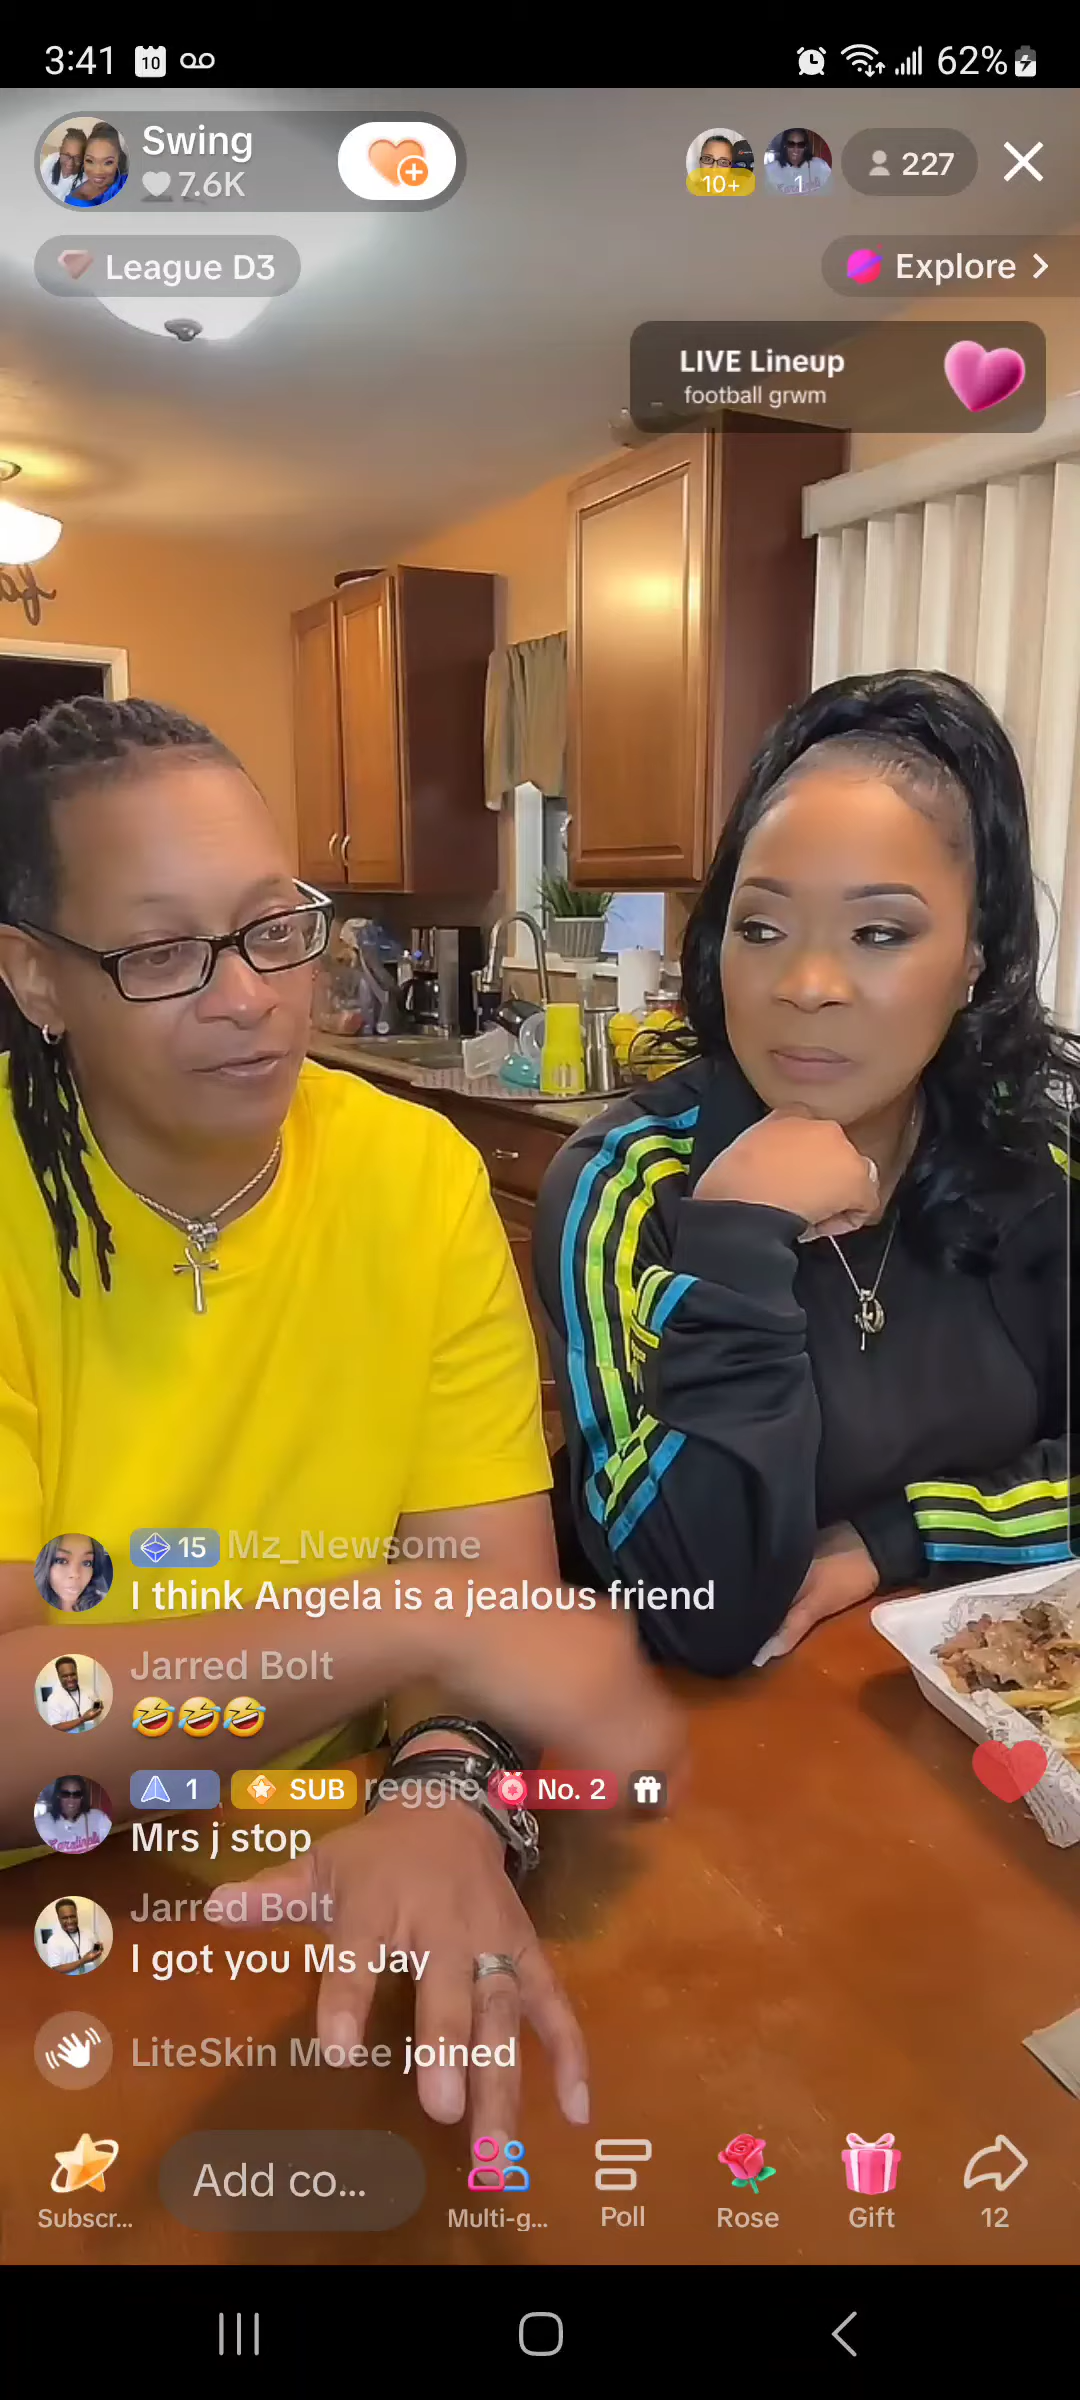 3:41 10 62%
Swing
7.6K
10+ 1 227
League D3
Explore
LIVE Lineup
football grwm
15 Mz_Newsome
I think Angela is a jealous friend
Jarred Bolt
🤣🤣🤣
1 SUB reggie No. 2
Mrs j stop
Jarred Bolt
I got you Ms Jay
LiteSkin Moee joined
Add co...
Subscr... Multi-g... Poll Rose Gift 12